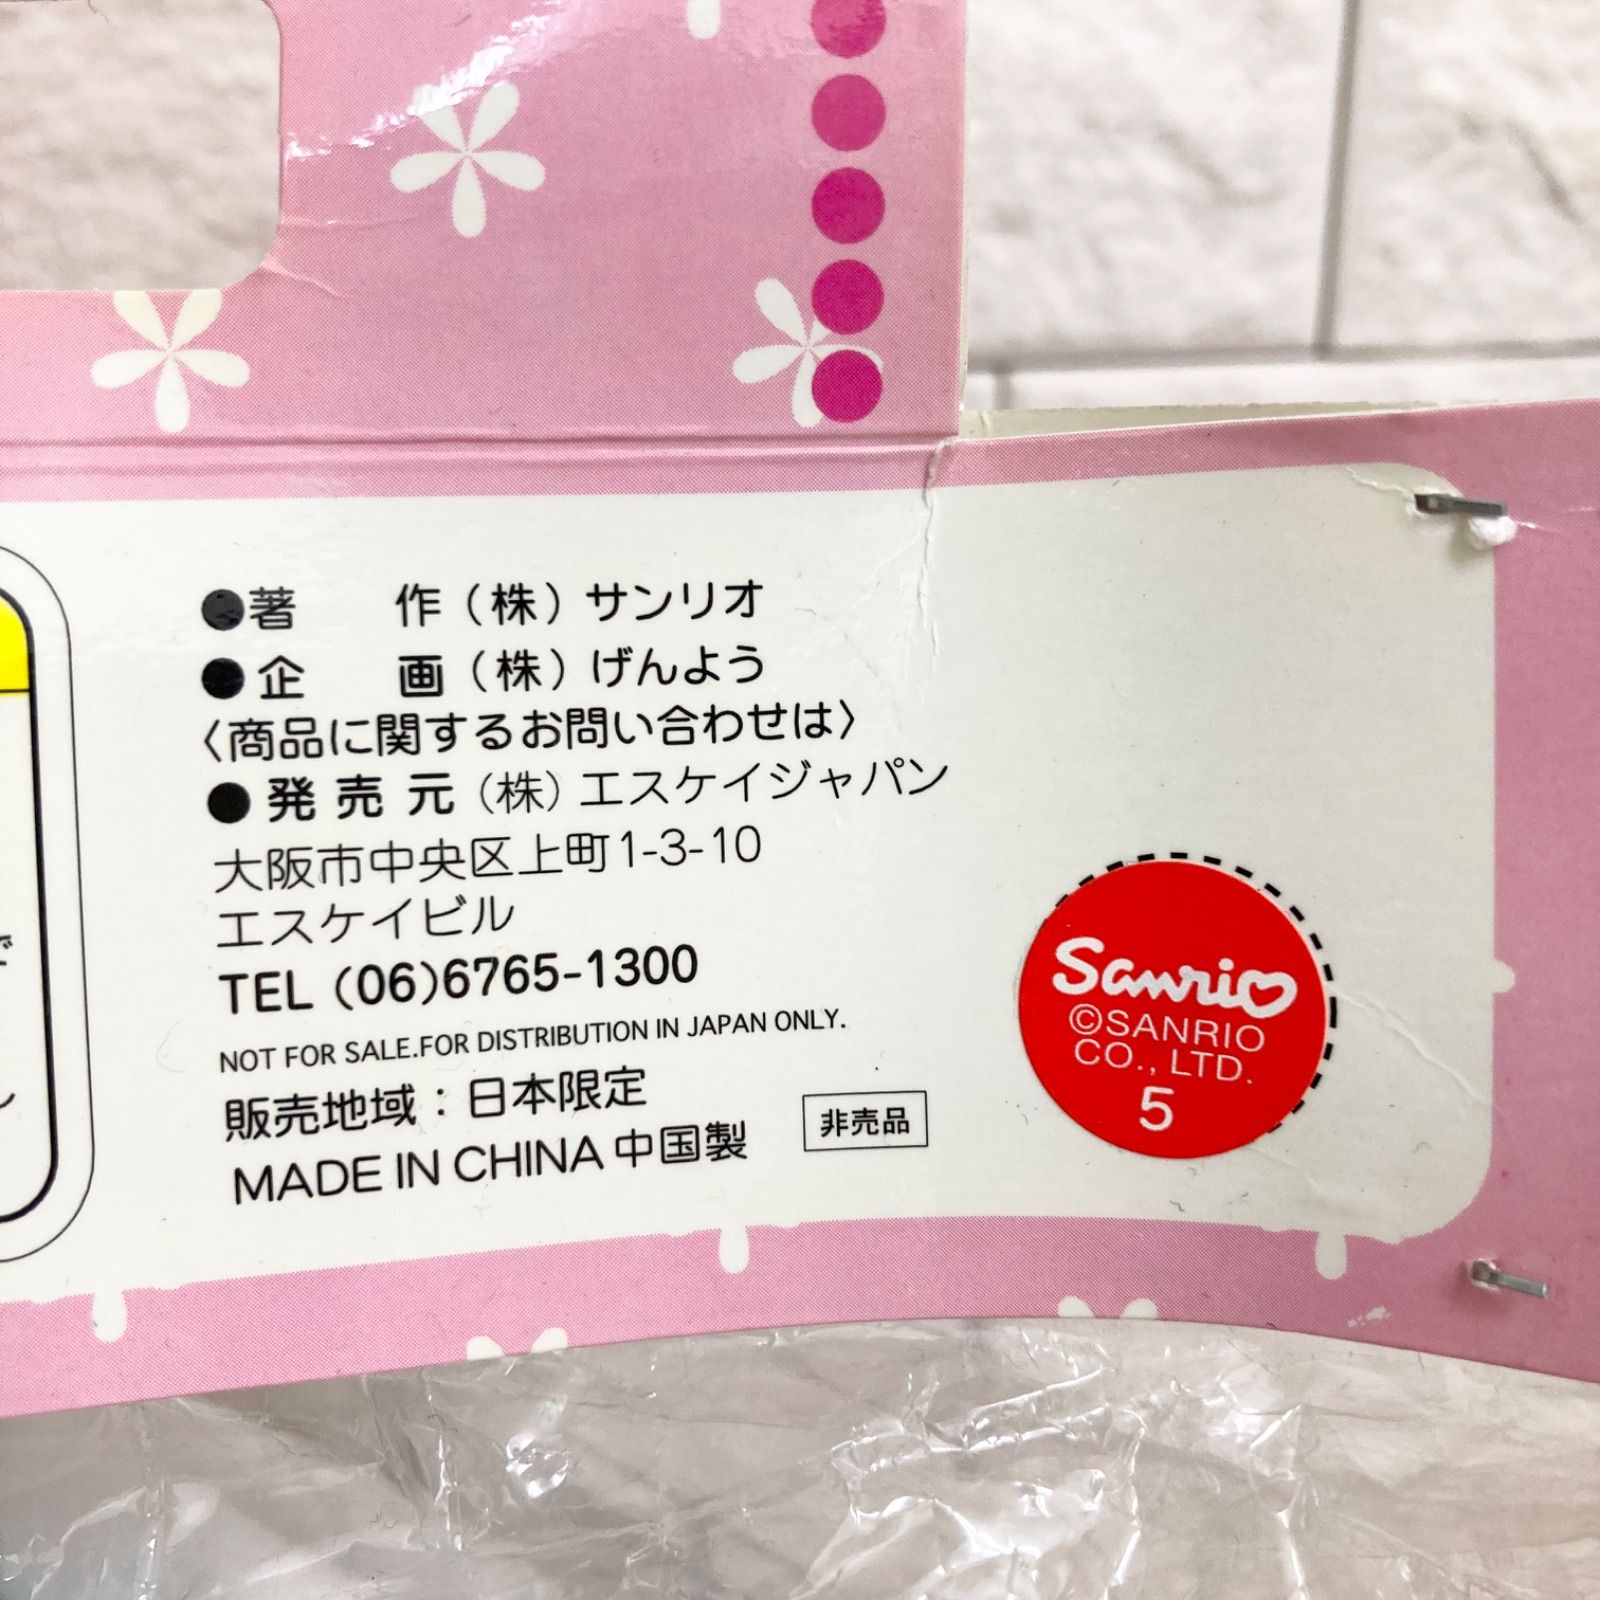 ●著 作（株）サンリオ
●企 画（株）げんよう
〈商品に関するお問い合わせは〉
●発売元（株）エスケイジャパン
大阪市中央区上町1-3-10
エスケイビル
TEL (06)6765-1300
NOT FOR SALE.FOR DISTRIBUTION IN JAPAN ONLY.
販売地域：日本限定
MADE IN CHINA 中国製
非売品
Sanrio
©SANRIO
CO., LTD.
5